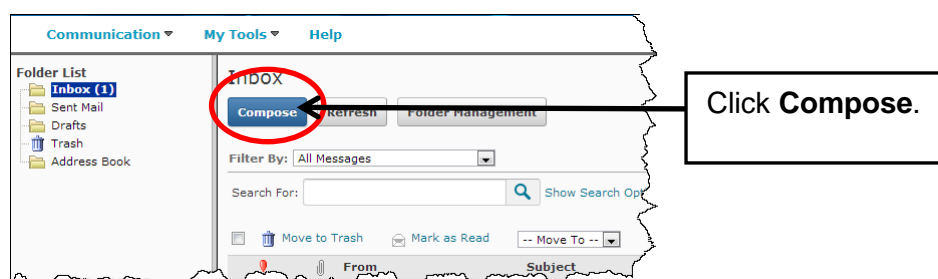 Communication My Tools Help
Folder List
Inbox (1)
Sent Mail
Drafts
Trash
Address Book
Inbox
Compose Refresh Folder Management
Filter By: All Messages
Search For: Show Search Opt
Move to Trash Mark as Read -- Move To --
From Subject
Click Compose.